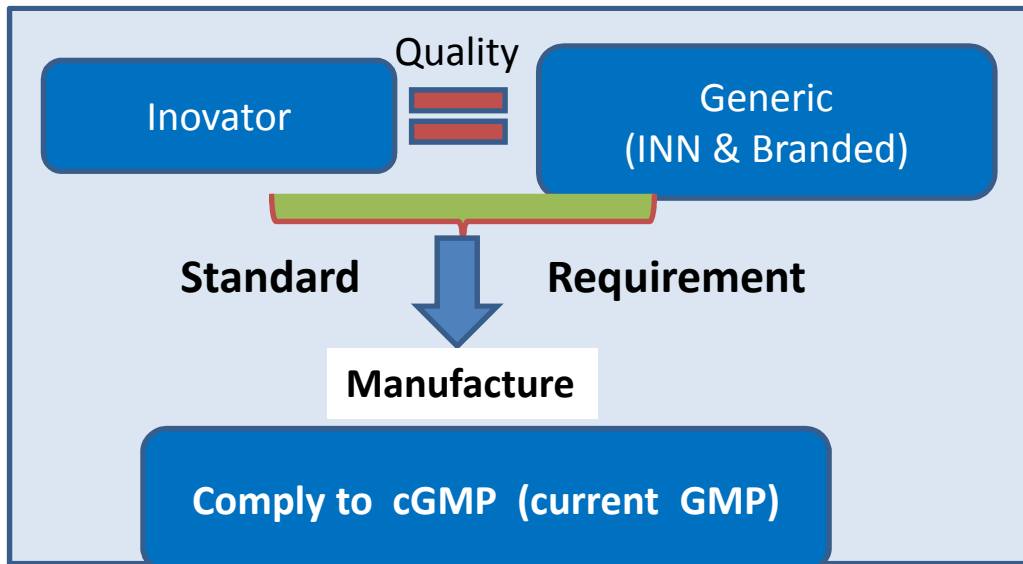 Quality
Inovator
Generic
(INN & Branded)
Standard Requirement
Manufacture
Comply to cGMP (current GMP)